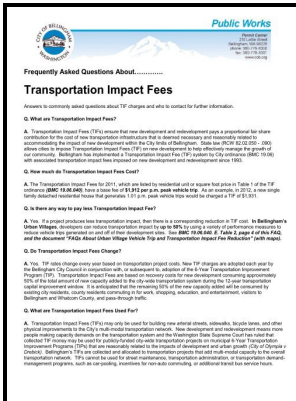 Public Works
CITY OF BELLINGHAM
WASHINGTON
Permit Center
210 Lottie Street
Bellingham, WA 98225
www.cob.org
Frequently Asked Questions About.............
Transportation Impact Fees
Answers to commonly asked questions about TIF charges and who to contact for further information.
Q. What are Transportation Impact Fees?
A. Transportation Impact Fees (TIFs) ensure that new development and redevelopment pays a proportional fair share
contribution for the cost of new transportation infrastructure that is deemed necessary and reasonably related to
accommodating the impact of new development within the City limits of Bellingham. State law (RCW 82.02.050 - .090)
allows cities to impose Transportation Impact Fees (TIF) on new development to help effectively manage the growth of
our community. Bellingham has implemented a Transportation Impact Fee (TIF) system by City ordinance (BMC 19.06)
with associated transportation impact fees imposed on new development and redevelopment since 1993.
Q. How much do Transportation Impact Fees Cost?
A. The Transportation Impact Fees for 2011, which are listed by residential unit or square foot price in Table 1 of the TIF
ordinance (BMC 19.06.040), have a base fee of $1,912 per p.m. peak vehicle trip. As an example, in 2012, a new single
family detached residential house that generates 1.01 p.m. peak vehicle trips would be charged a TIF of $1,931.
Q. Is there any way to pay less Transportation Impact Fee?
A. Yes. If a project produces less transportation impact, then there is a corresponding reduction in TIF cost. In Bellingham's
Urban Villages, developers can reduce transportation impact by up to 50% by using a variety of performance measures to
reduce vehicle trips generated on and off of their development sites. See BMC 19.06.040 B. Table 2, page 4 of this FAQ,
and the document "FAQs About Urban Village Vehicle Trip and Transportation Impact Fee Reduction" (with maps).
Q. Do Transportation Impact Fees Change?
A. Yes. TIF rates change every year based on transportation project costs. New TIF charges are adopted each year by
the Bellingham City Council in conjunction with, or subsequent to, adoption of the 6-Year Transportation Improvement
Program (TIP). Transportation Impact Fees are based on recovery costs for new development consuming approximately
50% of the total amount of new capacity added to the city-wide transportation system during the 12-year transportation
capital improvement window. It is anticipated that the remaining 50% of the new capacity added will be consumed by
existing city residents, county residents commuting in for work, shopping, education, and entertainment, visitors to
Bellingham and Whatcom County, and pass-through traffic.
Q. What are Transportation Impact Fees Used For?
A. Transportation Impact Fees (TIFs) may only be used for building new arterial streets, sidewalks, bicycle lanes, and other
physical improvements to the City's multi-modal transportation network. New development and redevelopment means more
people making capacity demands on the transportation system and the Washington State Supreme Court has ruled that
collected TIF money may be used for publicly-funded city-wide transportation projects on municipal 6-Year Transportation
Improvement Programs (TIPs) that are reasonably related to the impacts of development and urban growth (City of Olympia v
Drebick). Bellingham's TIFs are collected and allocated to transportation projects that add multi-modal capacity to the overall
transportation network. TIFs cannot be used for street maintenance, transportation administration, or transportation demand-
management programs, such as car-pooling, incentives for non-auto commuting, or additional transit bus service hours.